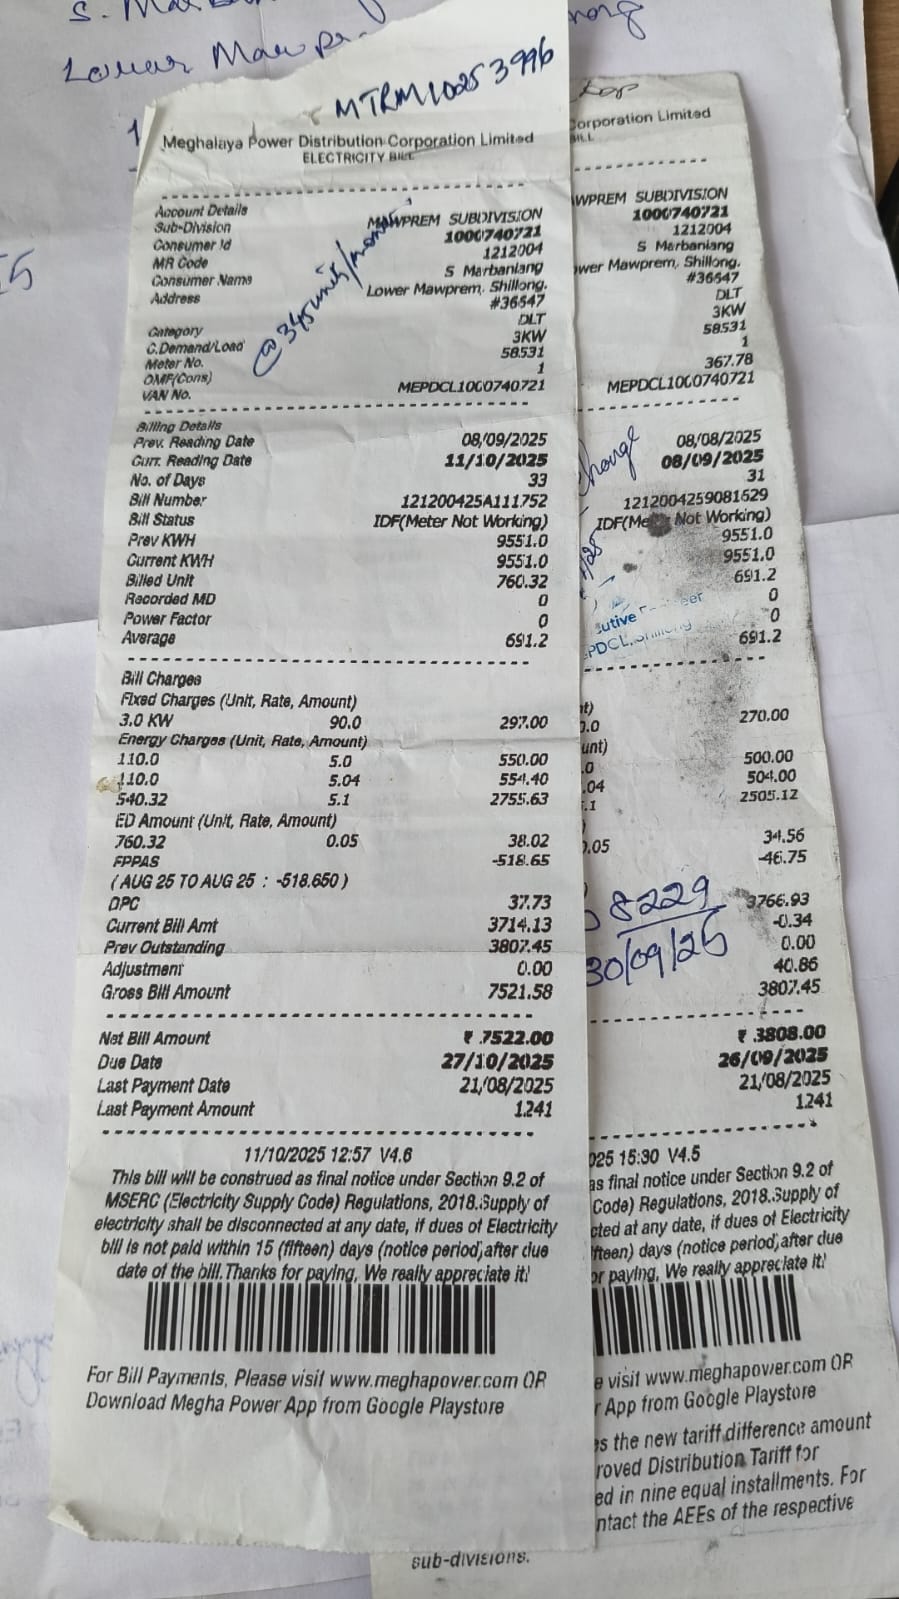 Lower Mawpr
MTRM10253996
Meghalaya Power Distribution Corporation Limited
ELECTRICITY BILL
Account Details
Sub-Division MAWPREM SUBDIVISION
Consumer Id 1000740721
MR Code 1212004
Consumer Name S Marbaniang
Address Lower Mawprem, Shillong.
#36547
Category DLT
C.Demand/Load 3KW
Meter No. 58531
OMF(Cons) 1
VAN No. MEPDCL1000740721
@ 345units/month
Billing Details
Prev. Reading Date 08/09/2025
Curr. Reading Date 11/10/2025
No. of Days 33
Bill Number 121200425A111752
Bill Status IDF(Meter Not Working)
Prev KWH 9551.0
Current KWH 9551.0
Billed Unit 760.32
Recorded MD 0
Power Factor 0
Average 691.2
Bill Charges
Fixed Charges (Unit, Rate, Amount)
3.0 KW 90.0 297.00
Energy Charges (Unit, Rate, Amount)
110.0 5.0 550.00
110.0 5.04 554.40
540.32 5.1 2755.63
ED Amount (Unit, Rate, Amount)
760.32 0.05 38.02
FPPAS -518.65
( AUG 25 TO AUG 25 : -518.650 )
DPC 37.73
Current Bill Amt 3714.13
Prev Outstanding 3807.45
Adjustment 0.00
Gross Bill Amount 7521.58
Net Bill Amount ₹ 7522.00
Due Date 27/10/2025
Last Payment Date 21/08/2025
Last Payment Amount 1241
11/10/2025 12:57 V4.6
This bill will be construed as final notice under Section 9.2 of
MSERC (Electricity Supply Code) Regulations, 2018.Supply of
electricity shall be disconnected at any date, if dues of Electricity
bill is not paid within 15 (fifteen) days (notice period)after due
date of the bill.Thanks for paying, We really appreciate it!
For Bill Payments, Please visit www.meghapower.com OR
Download Megha Power App from Google Playstore
Corporation Limited
BILL
WPREM SUBDIVISION
1000740721
1212004
S Marbaniang
ower Mawprem, Shillong.
#36547
DLT
3KW
58531
1
367.78
MEPDCL1000740721
change
08/08/2025
08/09/2025
31
1212004259081629
IDF(Meter Not Working)
9551.0
9551.0
691.2
0
0
691.2
270.00
500.00
.04 504.00
.1 2505.12
0.05 34.56
-46.75
8229
30/09/25
3766.93
-0.34
0.00
40.86
3807.45
₹ 3808.00
26/09/2025
21/08/2025
1241
025 15:30 V4.5
as final notice under Section 9.2 of
Code) Regulations, 2018.Supply of
cted at any date, if dues of Electricity
ifteen) days (notice period)after due
or paying, We really appreciate it!
e visit www.meghapower.com OR
r App from Google Playstore
es the new tariff difference amount
roved Distribution Tariff for
ed in nine equal installments. For
ntact the AEEs of the respective
sub-divisions.